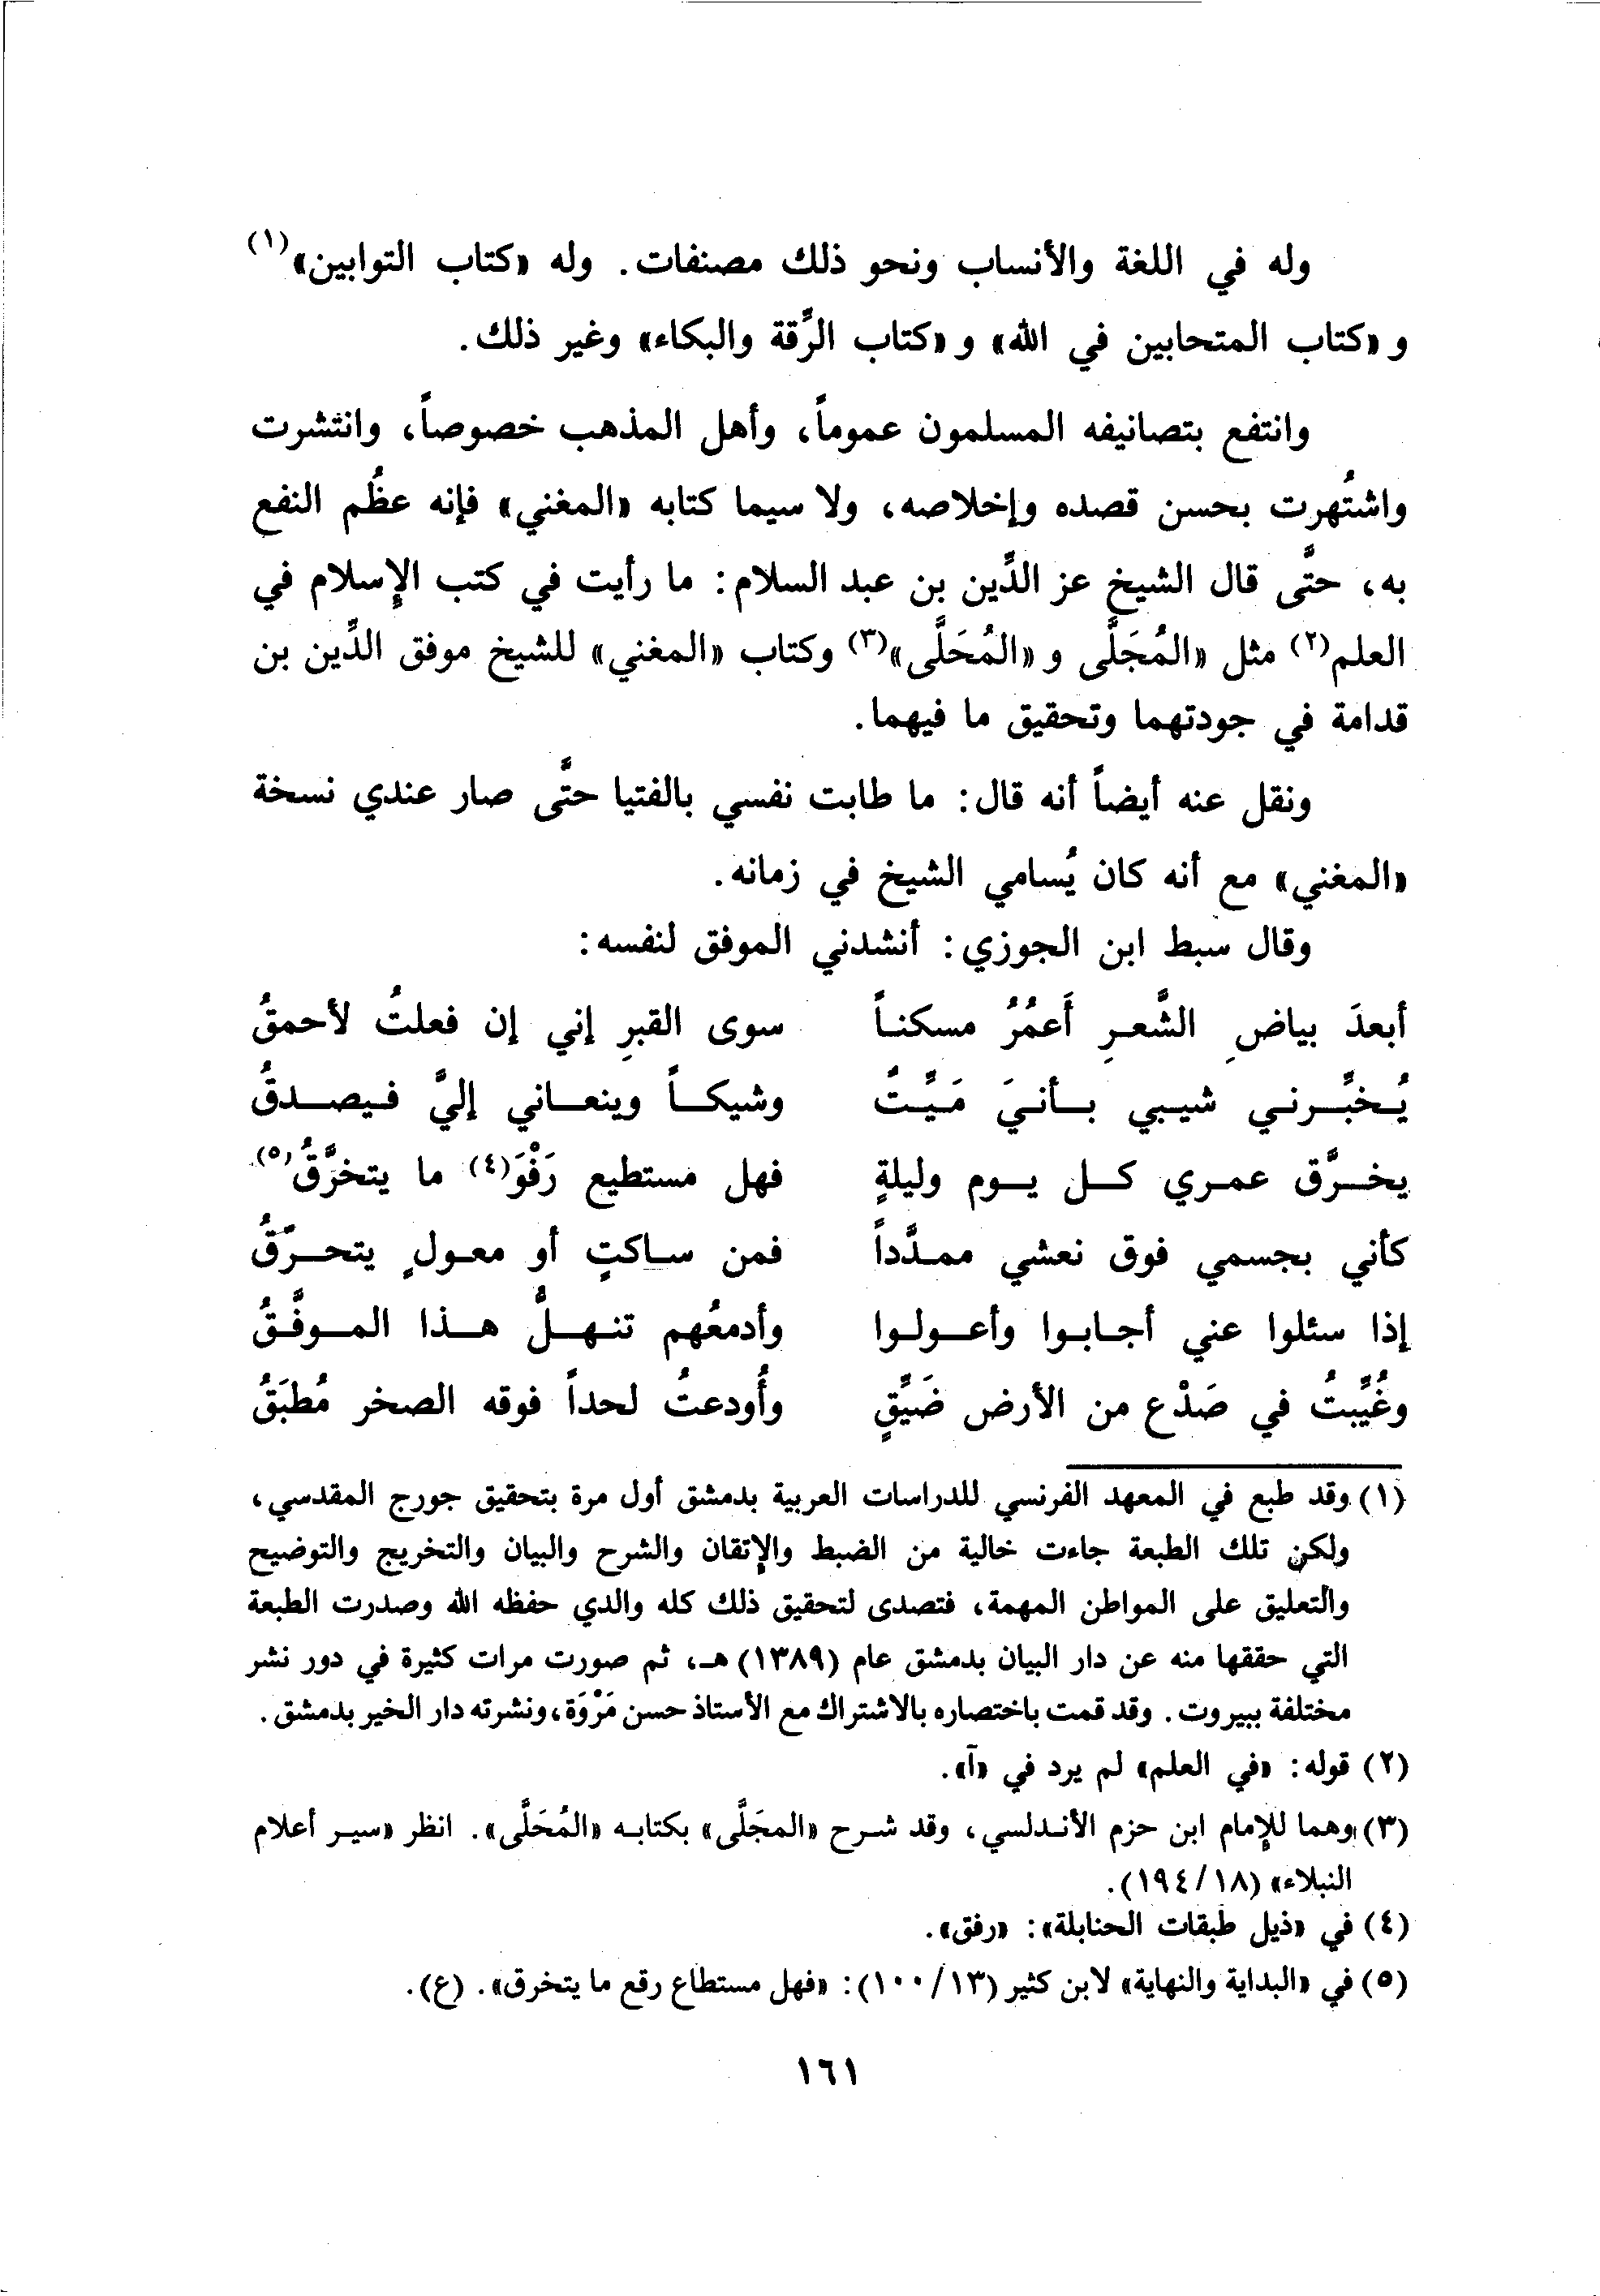 وله في اللغة والأنساب ونحو ذلك مصنفات. وله «كتاب التوابين»(١)
و «كتاب المتحابين في الله» و «كتاب الرِّقة والبكاء» وغير ذلك.
وانتفع بتصانيفه المسلمون عموماً، وأهل المذهب خصوصاً، وانتشرت
واشتُهرت بحسن قصده وإخلاصه، ولا سيما كتابه «المغني» فإنه عظُم النفع
به، حتَّى قال الشيخ عز الدِّين بن عبد السلام: ما رأيت في كتب الإِسلام في
العلم(٢) مثل «المُجَلَّى و «المُحَلَّى»(٣) وكتاب «المغني» للشيخ موفق الدِّين بن
قدامة في جودتهما وتحقيق ما فيهما.
ونقل عنه أيضاً أنه قال: ما طابت نفسي بالفتيا حتَّى صار عندي نسخة
«المغني» مع أنه كان يُسامي الشيخ في زمانه.
وقال سبط ابن الجوزي: أنشدني الموفق لنفسه:
أبعدَ بياضِ الشَّعرِ أَعمُرُ مسكناً سوى القبرِ إني إن فعلتُ لأحمقُ
يُخبِّرني شيبي بأنيَ مَيِّتٌ وشيكاً وينعاني إليَّ فيصدقُ
يخرَّق عمري كل يوم وليلةٍ فهل مستطيع رَفْوَ(٤) ما يتخرَّقُ(٥)
كأني بجسمي فوق نعشي ممدَّداً فمن ساكتٍ أو معولٍ يتحرّقُ
إذا سئلوا عني أجابوا وأعولوا وأدمعُهم تنهلُّ هذا الموفَّقُ
وغُيِّبتُ في صَدْع من الأرض ضَيِّقٍ وأُودعتُ لحداً فوقه الصخر مُطبَقُ
(١) وقد طبع في المعهد الفرنسي للدراسات العربية بدمشق أول مرة بتحقيق جورج المقدسي،
ولكن تلك الطبعة جاءت خالية من الضبط والإتقان والشرح والبيان والتخريج والتوضيح
والتعليق على المواطن المهمة، فتصدى لتحقيق ذلك كله والدي حفظه الله وصدرت الطبعة
التي حققها منه عن دار البيان بدمشق عام (١٣٨٩) هـ، ثم صورت مرات كثيرة في دور نشر
مختلفة ببيروت. وقد قمت باختصاره بالاشتراك مع الأستاذ حسن مَرْوَة، ونشرته دار الخير بدمشق.
(٢) قوله: «في العلم» لم يرد في «آ».
(٣) وهما للإمام ابن حزم الأندلسي، وقد شرح «المجَلَّى» بكتابه «المُحَلَّى». انظر «سير أعلام
النبلاء» (١٨/١٩٤).
(٤) في «ذيل طبقات الحنابلة»: «رفق».
(٥) في «البداية والنهاية» لابن كثير (١٣/١٠٠): «فهل مستطاع رقع ما يتخرق». (ع).
١٦١